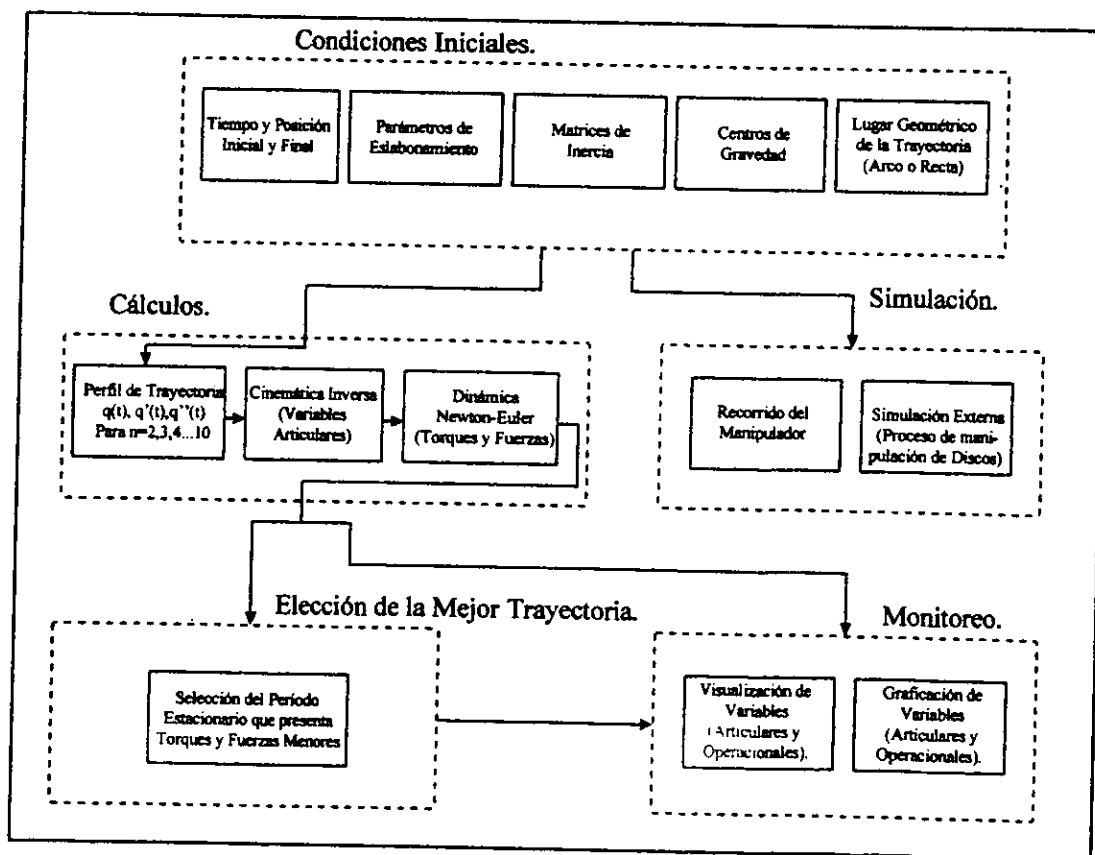 Condiciones Iniciales.
Tiempo y Posición
Inicial y Final
Parámetros de
Eslabonamiento
Matrices de
Inercia
Centros de
Gravedad
Lugar Geométrico
de la Trayectoria
(Arco o Recta)
Cálculos.
Perfil de Trayectoria
q(t), q'(t),q''(t)
Para n=2,3,4...10
Cinemática Inversa
(Variables
Articulares)
Dinámica
Newton-Euler
(Torques y Fuerzas)
Simulación.
Recorrido del
Manipulador
Simulación Externa
(Proceso de mani-
pulación de Discos)
Elección de la Mejor Trayectoria.
Selección del Período
Estacionario que presenta
Torques y Fuerzas Menores
Monitoreo.
Visualización de
Variables
(Articulares y
Operacionales).
Graficación de
Variables
(Articulares y
Operacionales).